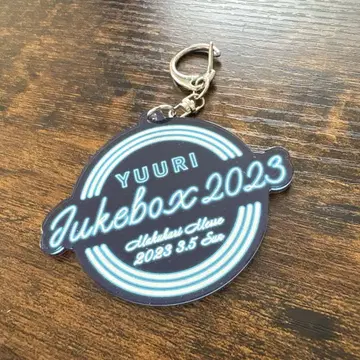 YUURI
Jukebox 2023
Makuhari Messe
2023 3.5 Sun